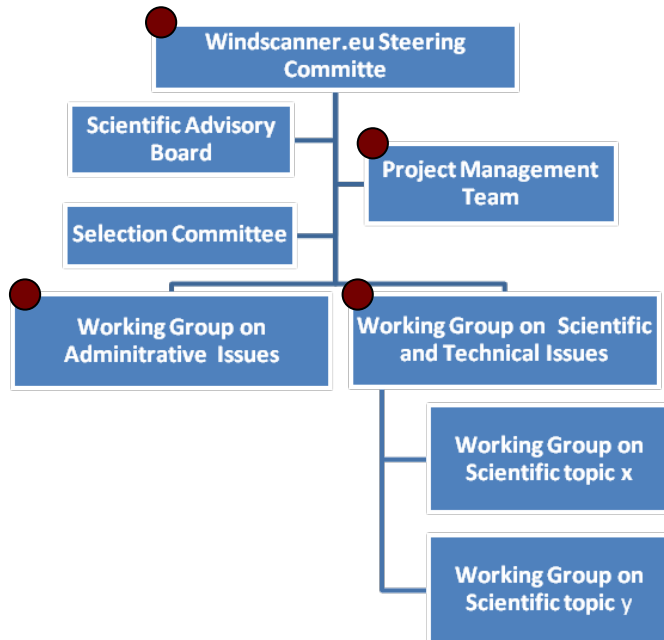 Windscanner.eu Steering
Committe
Scientific Advisory
Board
Project Management
Team
Selection Committee
Working Group on
Adminitrative Issues
Working Group on Scientific
and Technical Issues
Working Group on
Scientific topic x
Working Group on
Scientific topic y